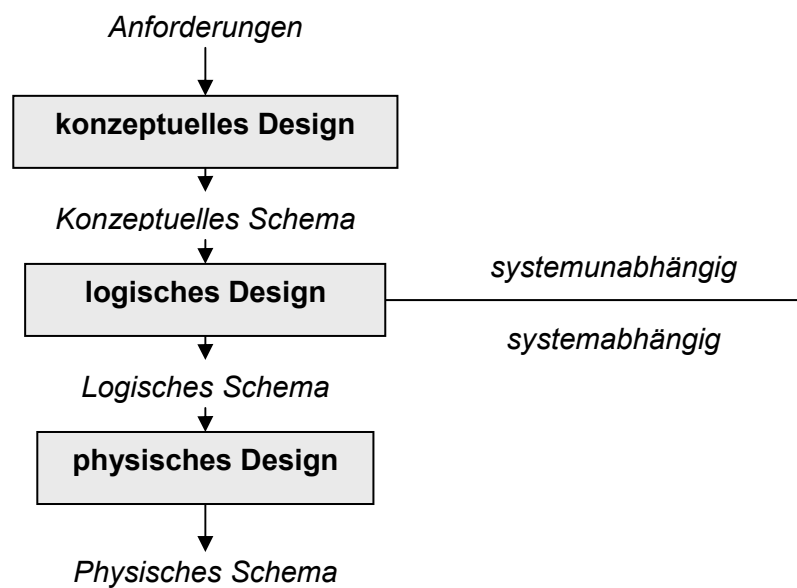 Anforderungen
konzeptuelles Design
Konzeptuelles Schema
logisches Design
systemunabhängig
systemabhängig
Logisches Schema
physisches Design
Physisches Schema